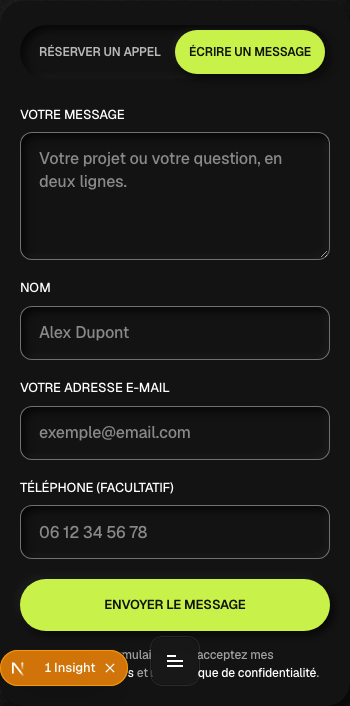 RÉSERVER UN APPEL ÉCRIRE UN MESSAGE
VOTRE MESSAGE
Votre projet ou votre question, en
deux lignes.
NOM
Alex Dupont
VOTRE ADRESSE E-MAIL
exemple@email.com
TÉLÉPHONE (FACULTATIF)
06 12 34 56 78
ENVOYER LE MESSAGE
acceptez mes
et que de confidentialité.
N 1 Insight